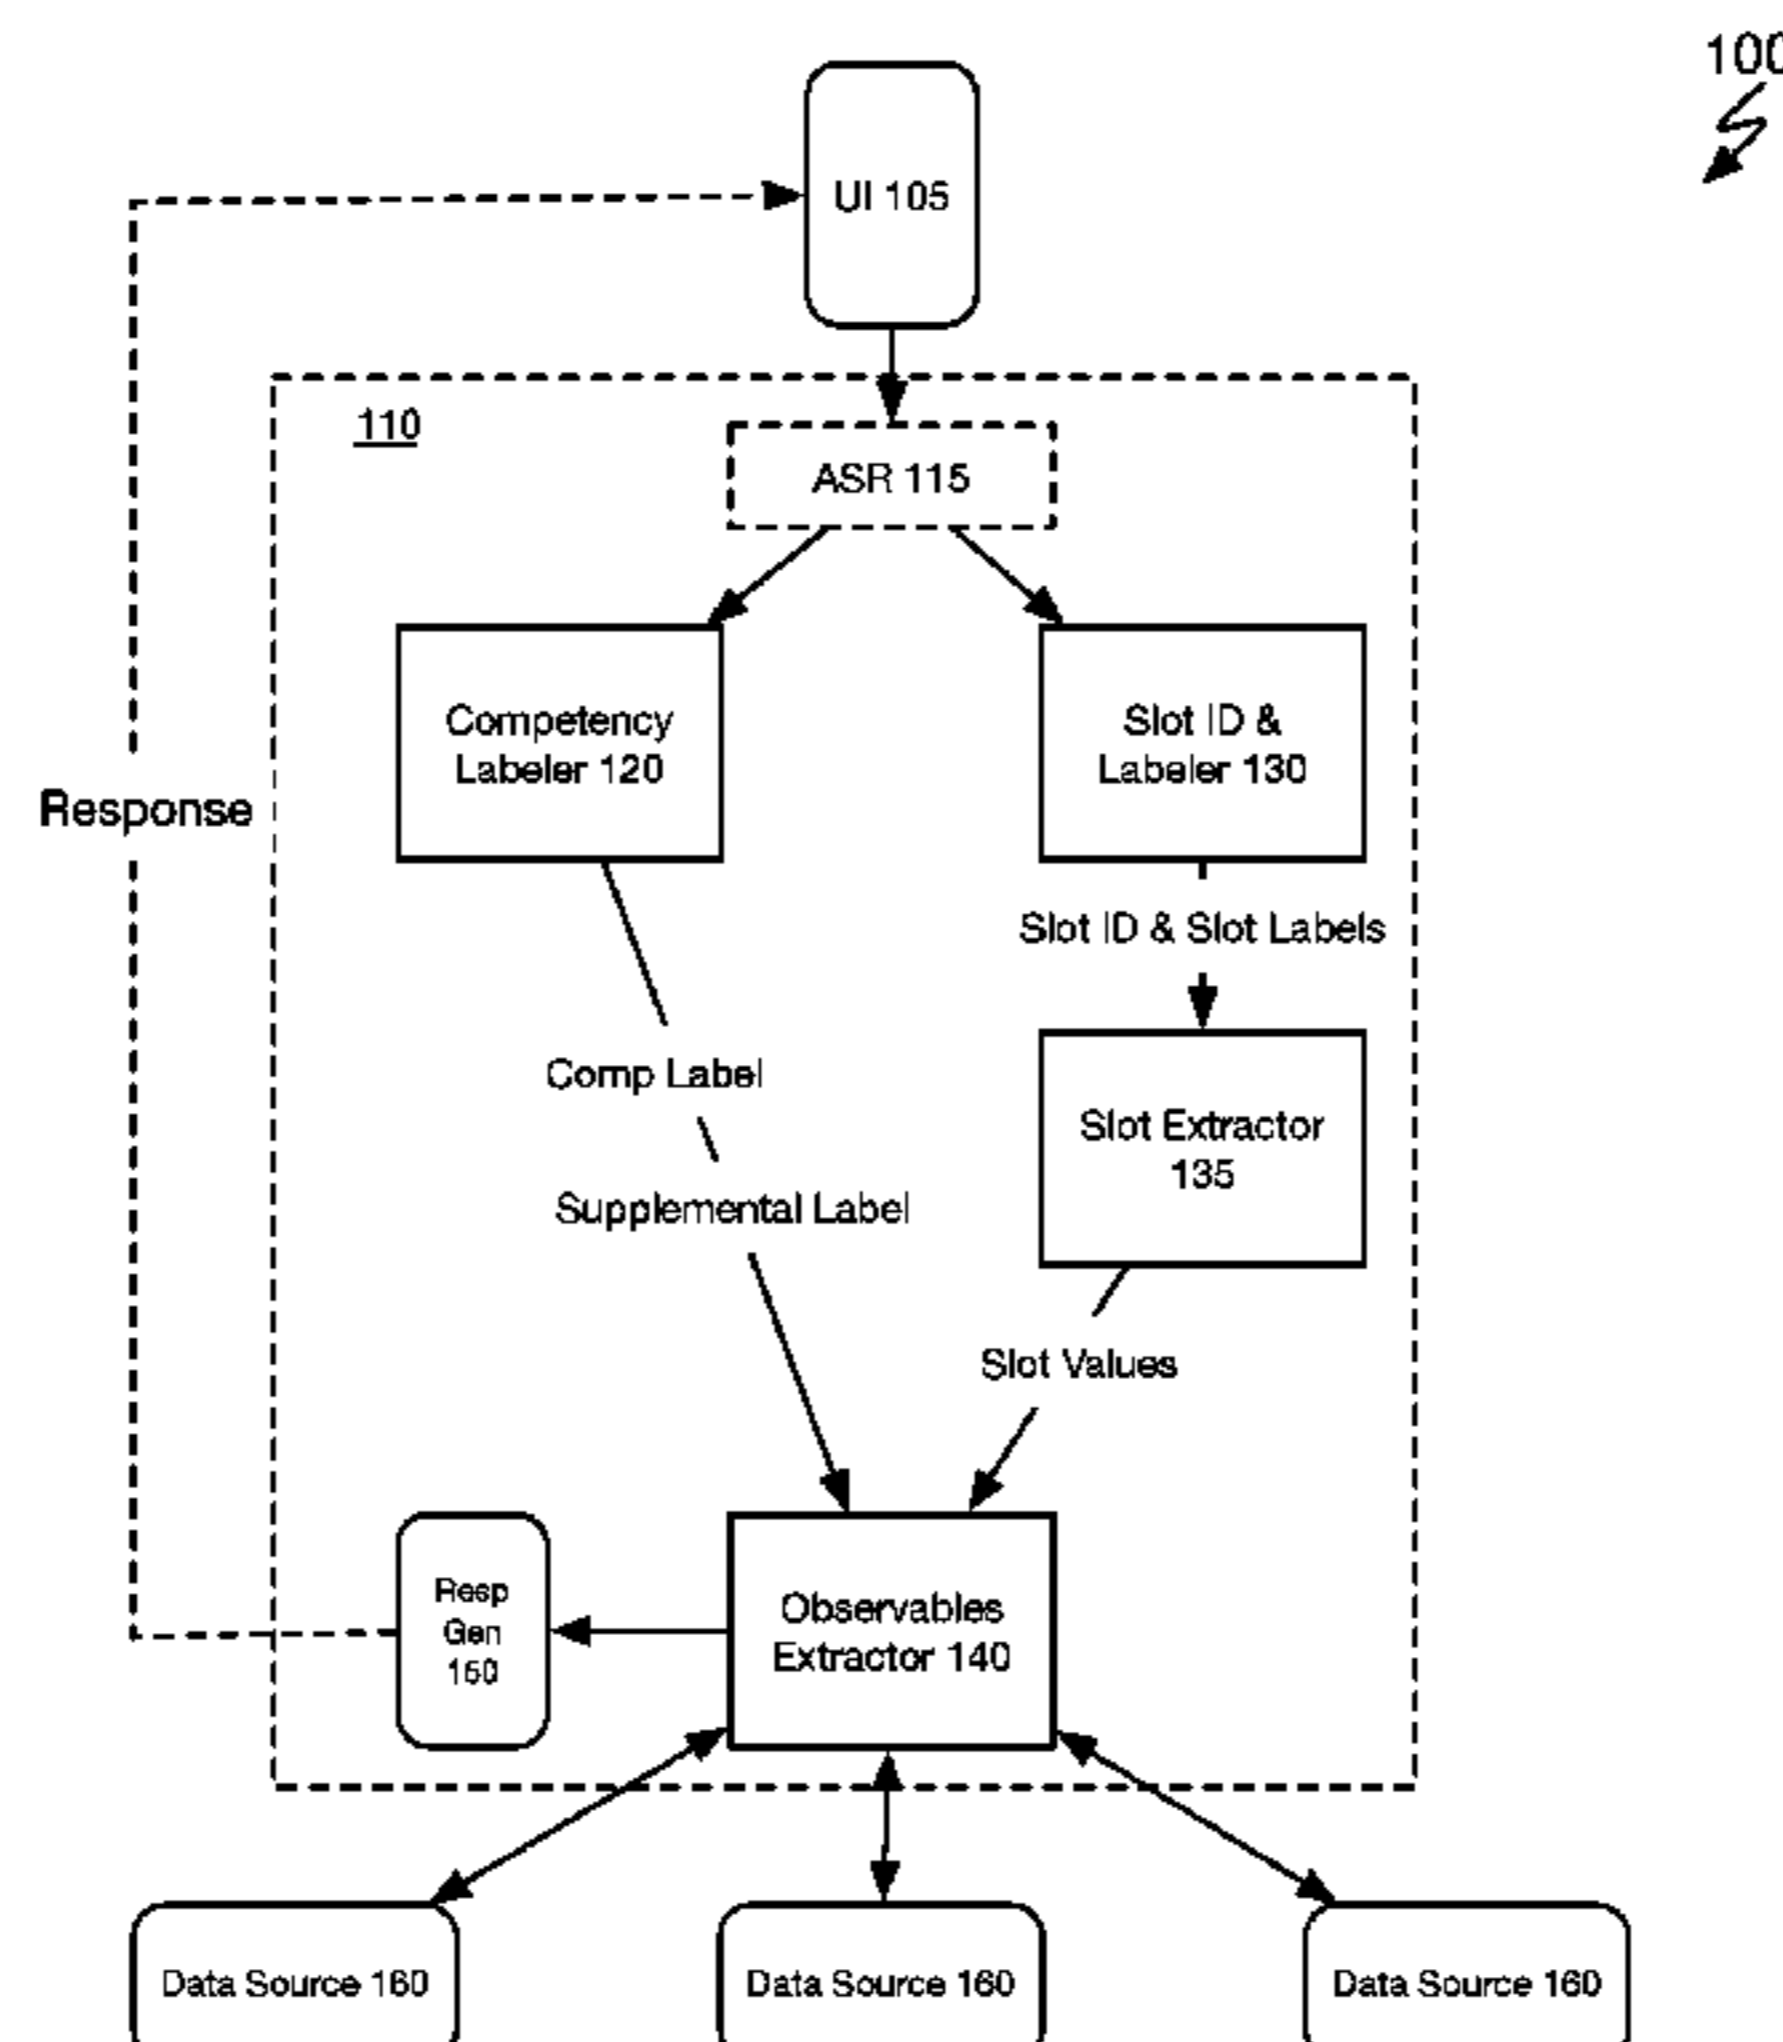 100
UI 105
110
ASR 115
Competency
Labeler 120
Slot ID &
Labeler 130
Response
Slot ID & Slot Labels
Comp Label
Slot Extractor
135
Supplemental Label
Slot Values
Resp
Gen
150
Observables
Extractor 140
Data Source 160
Data Source 160
Data Source 160